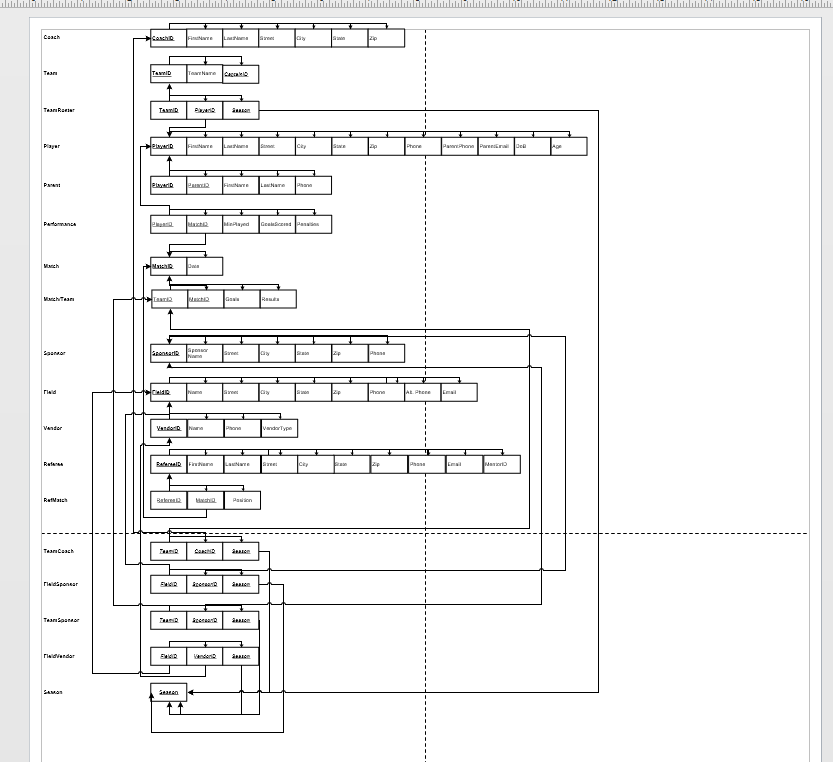 Coach CoachID FirstName LastName Street City State Zip
Team TeamID TeamName CaptainID
TeamRoster TeamID PlayerID Season
Player PlayerID FirstName LastName Street City State Zip Phone ParentPhone ParentEmail DoB Age
Parent PlayerID ParentID FirstName LastName Phone
Performance PlayerID MatchID MinPlayed GoalsScored Penalties
Match MatchID Date
Match/Team TeamID MatchID Goals Results
Sponsor SponsorID Sponsor Name Street City State Zip Phone
Field FieldID Name Street City State Zip Phone Alt. Phone Email
Vendor VendorID Name Phone VendorType
Referee RefereeID FirstName LastName Street City State Zip Phone Email MentorID
RefMatch RefereeID MatchID Position
TeamCoach TeamID CoachID Season
FieldSponsor FieldID SponsorID Season
TeamSponsor TeamID SponsorID Season
FieldVendor FieldID VendorID Season
Season Season